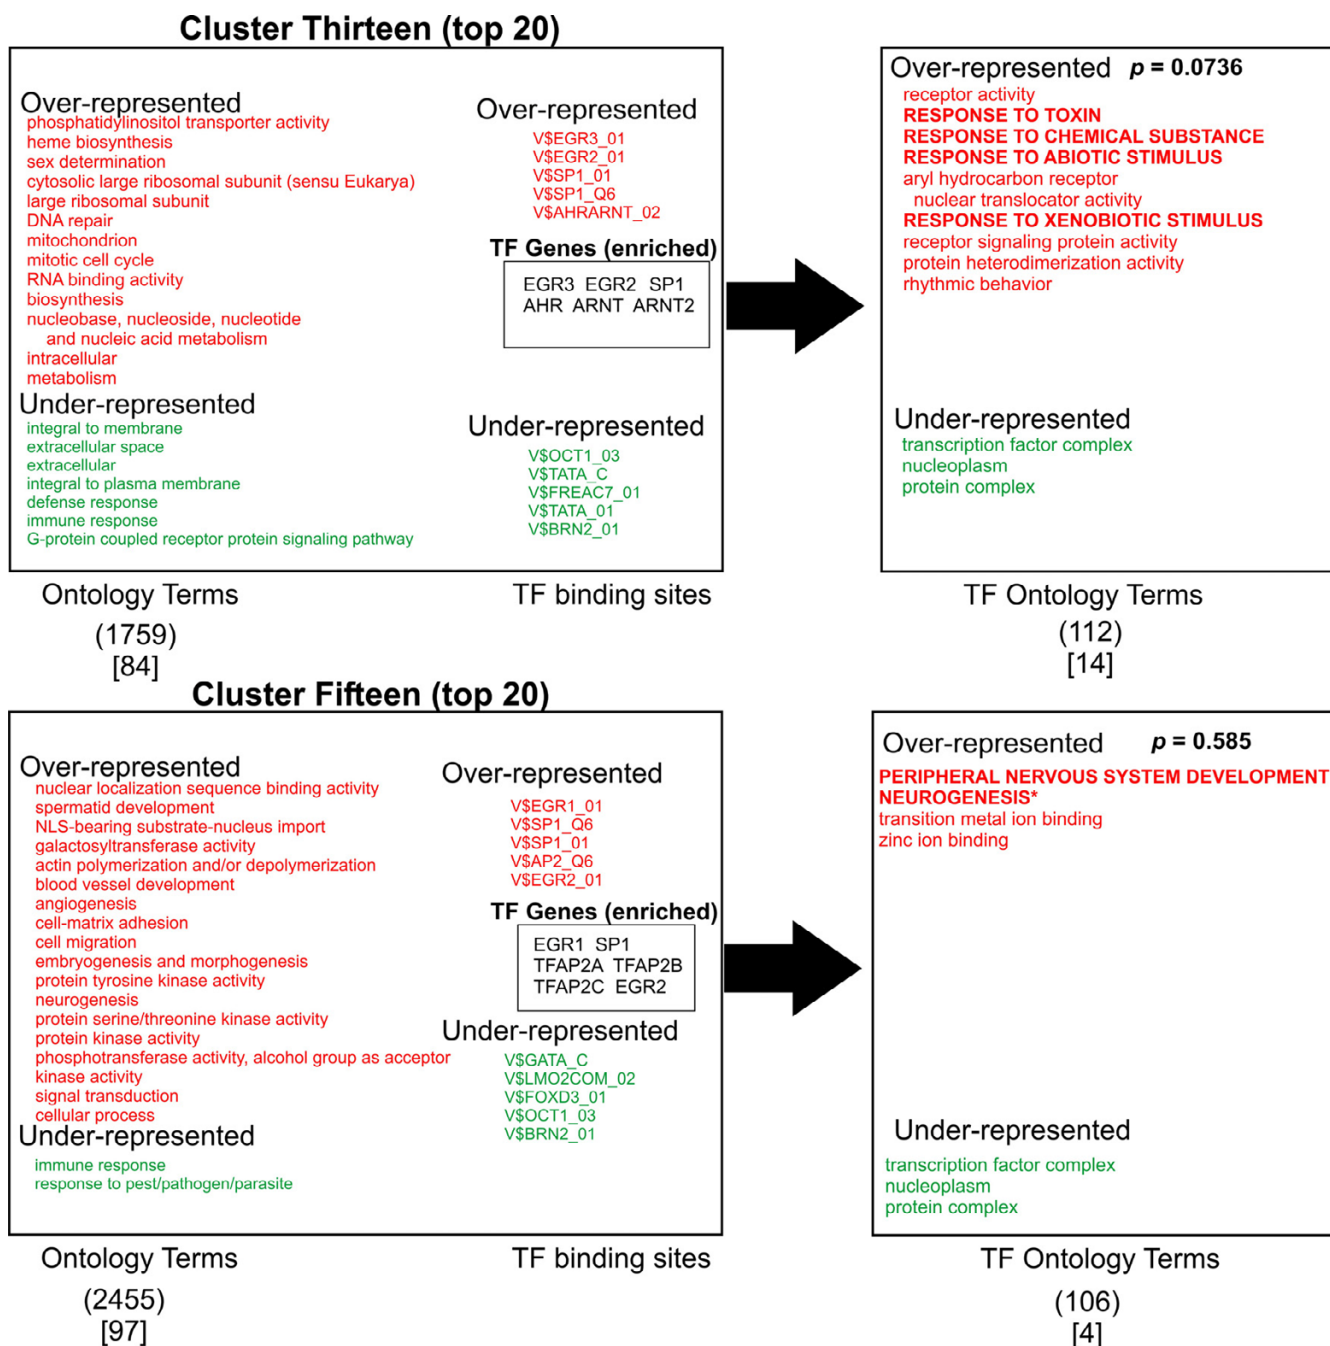 Cluster Thirteen (top 20)
Over-represented
phosphatidylinositol transporter activity
heme biosynthesis
sex determination
cytosolic large ribosomal subunit (sensu Eukarya)
large ribosomal subunit
DNA repair
mitochondrion
mitotic cell cycle
RNA binding activity
biosynthesis
nucleobase, nucleoside, nucleotide
and nucleic acid metabolism
intracellular
metabolism
Under-represented
integral to membrane
extracellular space
extracellular
integral to plasma membrane
defense response
immune response
G-protein coupled receptor protein signaling pathway
Over-represented
V$EGR3_01
V$EGR2_01
V$SP1_01
V$SP1_Q6
V$AHRARNT_02
TF Genes (enriched)
EGR3 EGR2 SP1
AHR ARNT ARNT2
Under-represented
V$OCT1_03
V$TATA_C
V$FREAC7_01
V$TATA_01
V$BRN2_01
Over-represented p = 0.0736
receptor activity
RESPONSE TO TOXIN
RESPONSE TO CHEMICAL SUBSTANCE
RESPONSE TO ABIOTIC STIMULUS
aryl hydrocarbon receptor
nuclear translocator activity
RESPONSE TO XENOBIOTIC STIMULUS
receptor signaling protein activity
protein heterodimerization activity
rhythmic behavior
Under-represented
transcription factor complex
nucleoplasm
protein complex
Ontology Terms
(1759)
[84]
TF binding sites
TF Ontology Terms
(112)
[14]
Cluster Fifteen (top 20)
Over-represented
nuclear localization sequence binding activity
spermatid development
NLS-bearing substrate-nucleus import
galactosyltransferase activity
actin polymerization and/or depolymerization
blood vessel development
angiogenesis
cell-matrix adhesion
cell migration
embryogenesis and morphogenesis
protein tyrosine kinase activity
neurogenesis
protein serine/threonine kinase activity
protein kinase activity
phosphotransferase activity, alcohol group as acceptor
kinase activity
signal transduction
cellular process
Under-represented
immune response
response to pest/pathogen/parasite
Over-represented
V$EGR1_01
V$SP1_Q6
V$SP1_01
V$AP2_Q6
V$EGR2_01
TF Genes (enriched)
EGR1 SP1
TFAP2A TFAP2B
TFAP2C EGR2
Under-represented
V$GATA_C
V$LMO2COM_02
V$FOXD3_01
V$OCT1_03
V$BRN2_01
Over-represented p = 0.585
PERIPHERAL NERVOUS SYSTEM DEVELOPMENT
NEUROGENESIS*
transition metal ion binding
zinc ion binding
Under-represented
transcription factor complex
nucleoplasm
protein complex
Ontology Terms
(2455)
[97]
TF binding sites
TF Ontology Terms
(106)
[4]